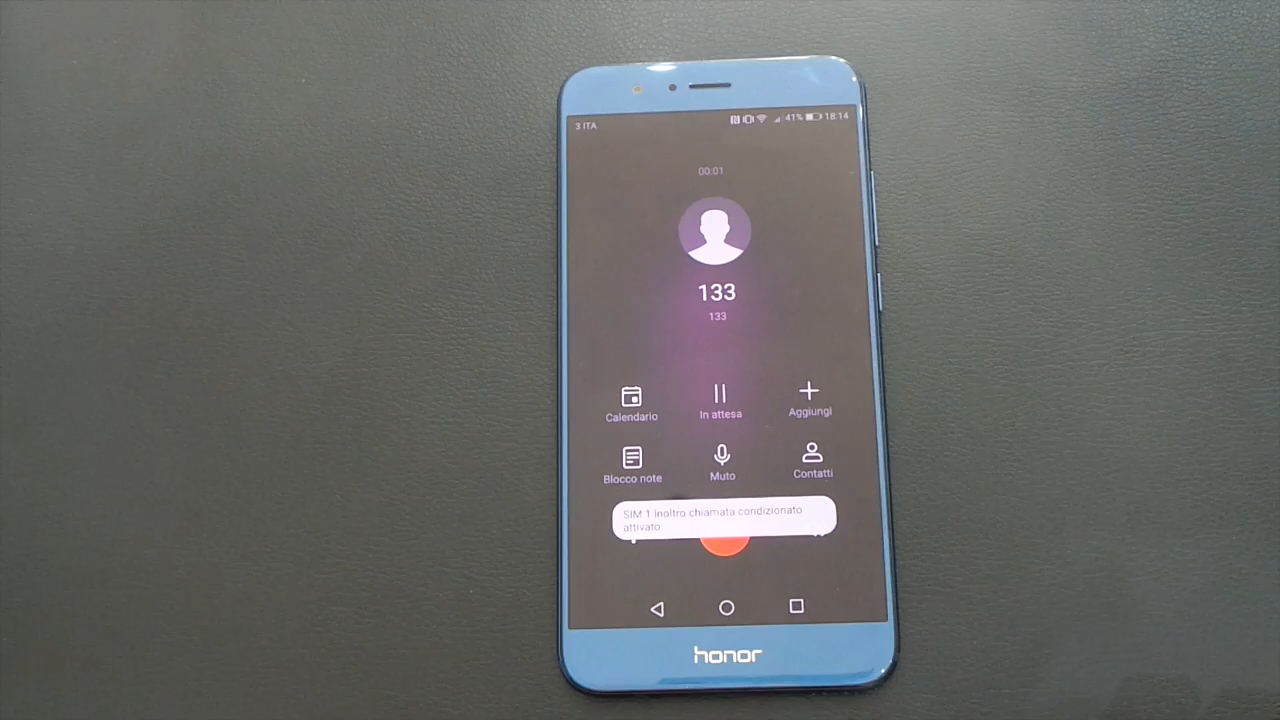 3 ITA
41% 18:14
00:01
133
133
Calendario
In attesa
Aggiungi
Blocco note
Muto
Contatti
SIM 1 Inoltro chiamata condizionato
attivato
honor